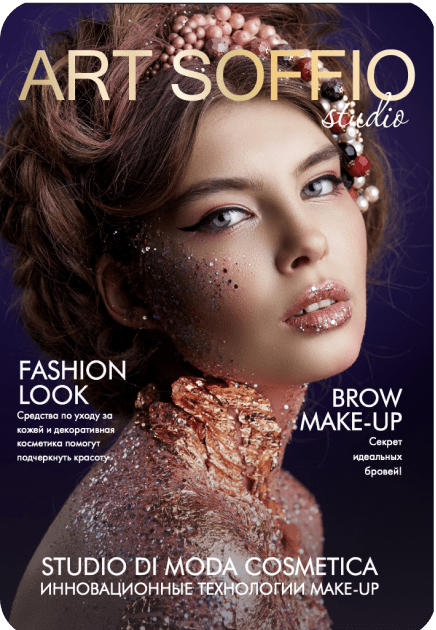 ART SOFFIO
studio
FASHION
LOOK
Средства по уходу за
кожей и декоративная
косметика помогут
подчеркнуть красоту
BROW
MAKE-UP
Секрет
идеальных
бровей!
STUDIO DI MODA COSMETICA
ИННОВАЦИОННЫЕ ТЕХНОЛОГИИ MAKE-UP